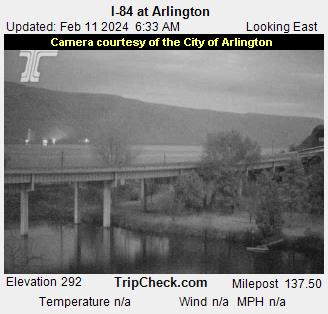 I-84 at Arlington
Updated: Feb 11 2024 6:33 AM Looking East
Camera courtesy of the City of Arlington
Elevation 292 TripCheck.com Milepost 137.50
Temperature n/a Wind n/a MPH n/a